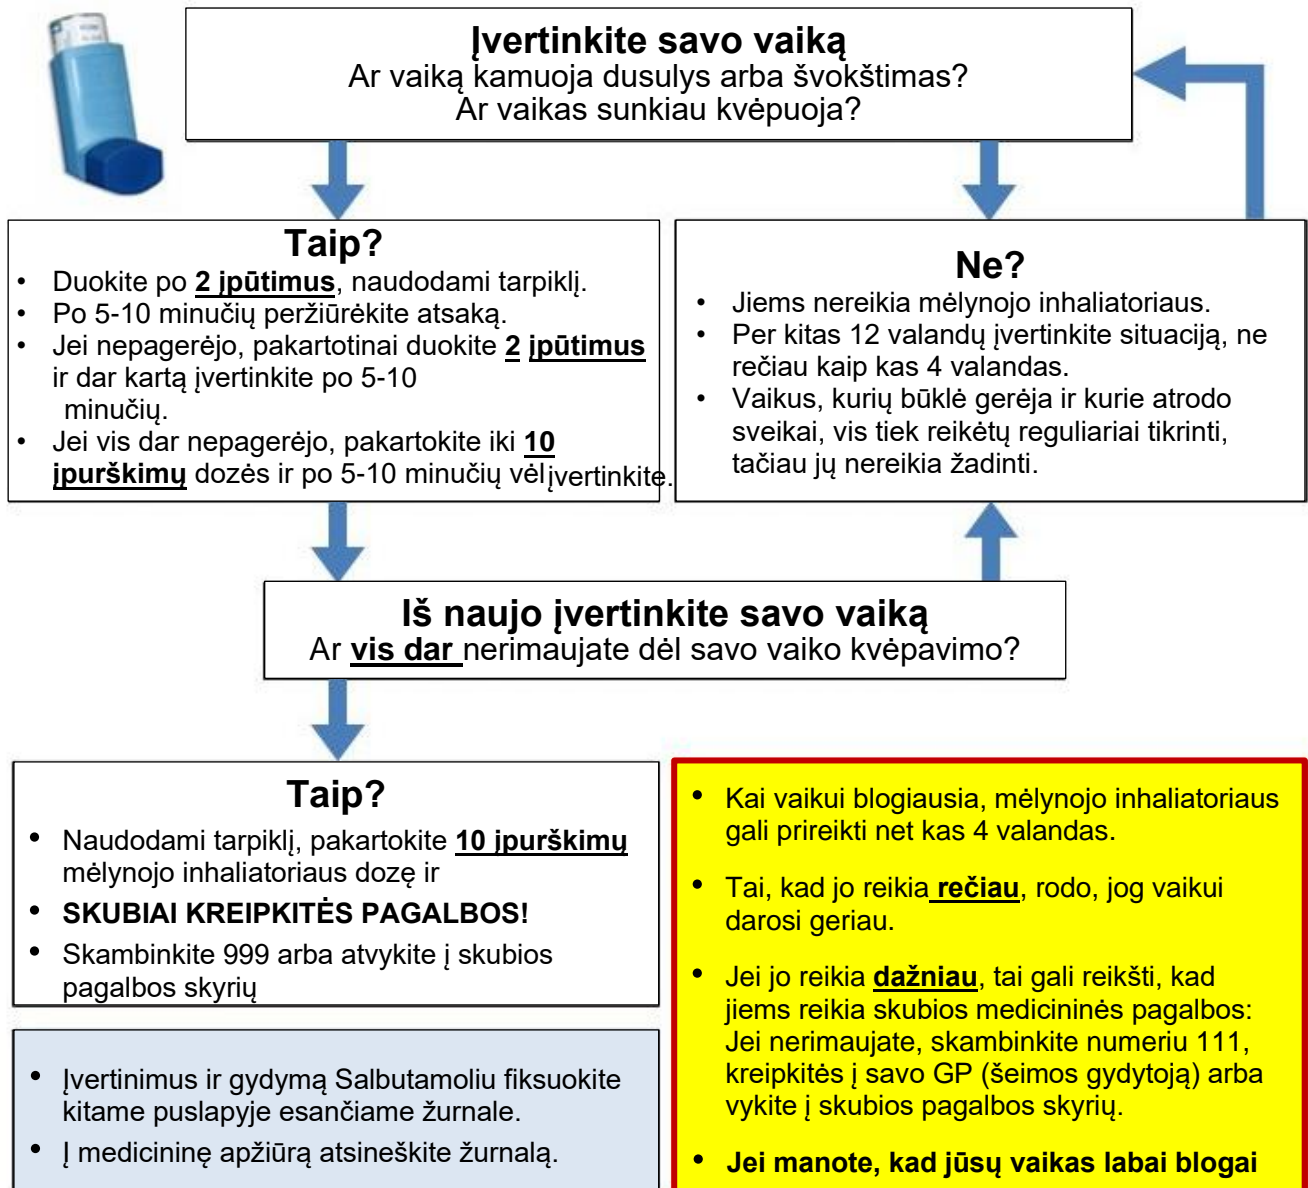 Įvertinkite savo vaiką
Ar vaiką kamuoja dusulys arba švokštimas?
Ar vaikas sunkiau kvėpuoja?
Taip?
• Duokite po 2 įpūtimus, naudodami tarpiklį.
• Po 5-10 minučių peržiūrėkite atsaką.
• Jei nepagerėjo, pakartotinai duokite 2 įpūtimus
ir dar kartą įvertinkite po 5-10
minučių.
• Jei vis dar nepagerėjo, pakartokite iki 10
įpurškimų dozės ir po 5-10 minučių vėl įvertinkite.
Ne?
• Jiems nereikia mėlynojo inhaliatoriaus.
• Per kitas 12 valandų įvertinkite situaciją, ne
rečiau kaip kas 4 valandas.
• Vaikus, kurių būklė gerėja ir kurie atrodo
sveikai, vis tiek reikėtų reguliariai tikrinti,
tačiau jų nereikia žadinti.
Iš naujo įvertinkite savo vaiką
Ar vis dar nerimaujate dėl savo vaiko kvėpavimo?
Taip?
• Naudodami tarpiklį, pakartokite 10 įpurškimų
mėlynojo inhaliatoriaus dozę ir
• SKUBIAI KREIPKITĖS PAGALBOS!
• Skambinkite 999 arba atvykite į skubios
pagalbos skyrių
• Įvertinimus ir gydymą Salbutamoliu fiksuokite
kitame puslapyje esančiame žurnale.
• Į medicininę apžiūrą atsineškite žurnalą.
• Kai vaikui blogiausia, mėlynojo inhaliatoriaus
gali prireikti net kas 4 valandas.
• Tai, kad jo reikia rečiau, rodo, jog vaikui
darosi geriau.
• Jei jo reikia dažniau, tai gali reikšti, kad
jiems reikia skubios medicininės pagalbos:
Jei nerimaujate, skambinkite numeriu 111,
kreipkitės į savo GP (šeimos gydytoją) arba
vykite į skubios pagalbos skyrių.
• Jei manote, kad jūsų vaikas labai blogai